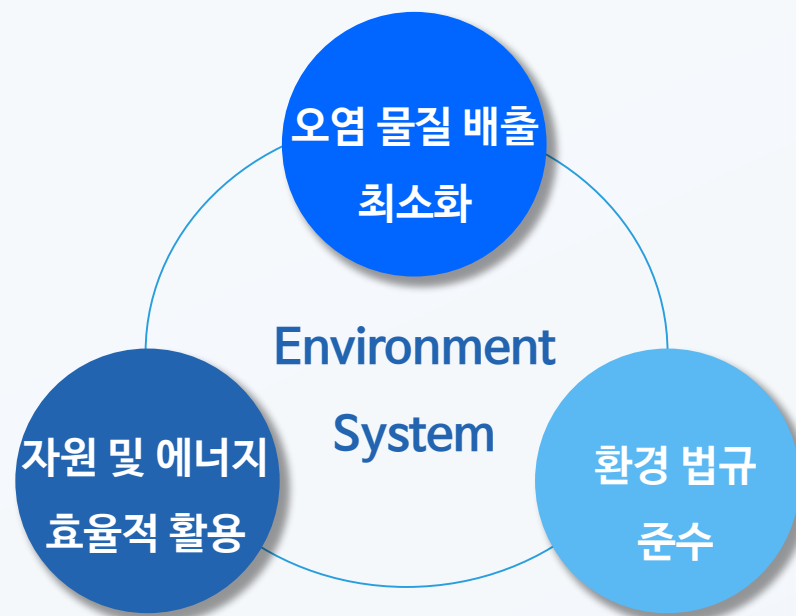 오염 물질 배출
최소화
Environment
System
자원 및 에너지
효율적 활용
환경 법규
준수